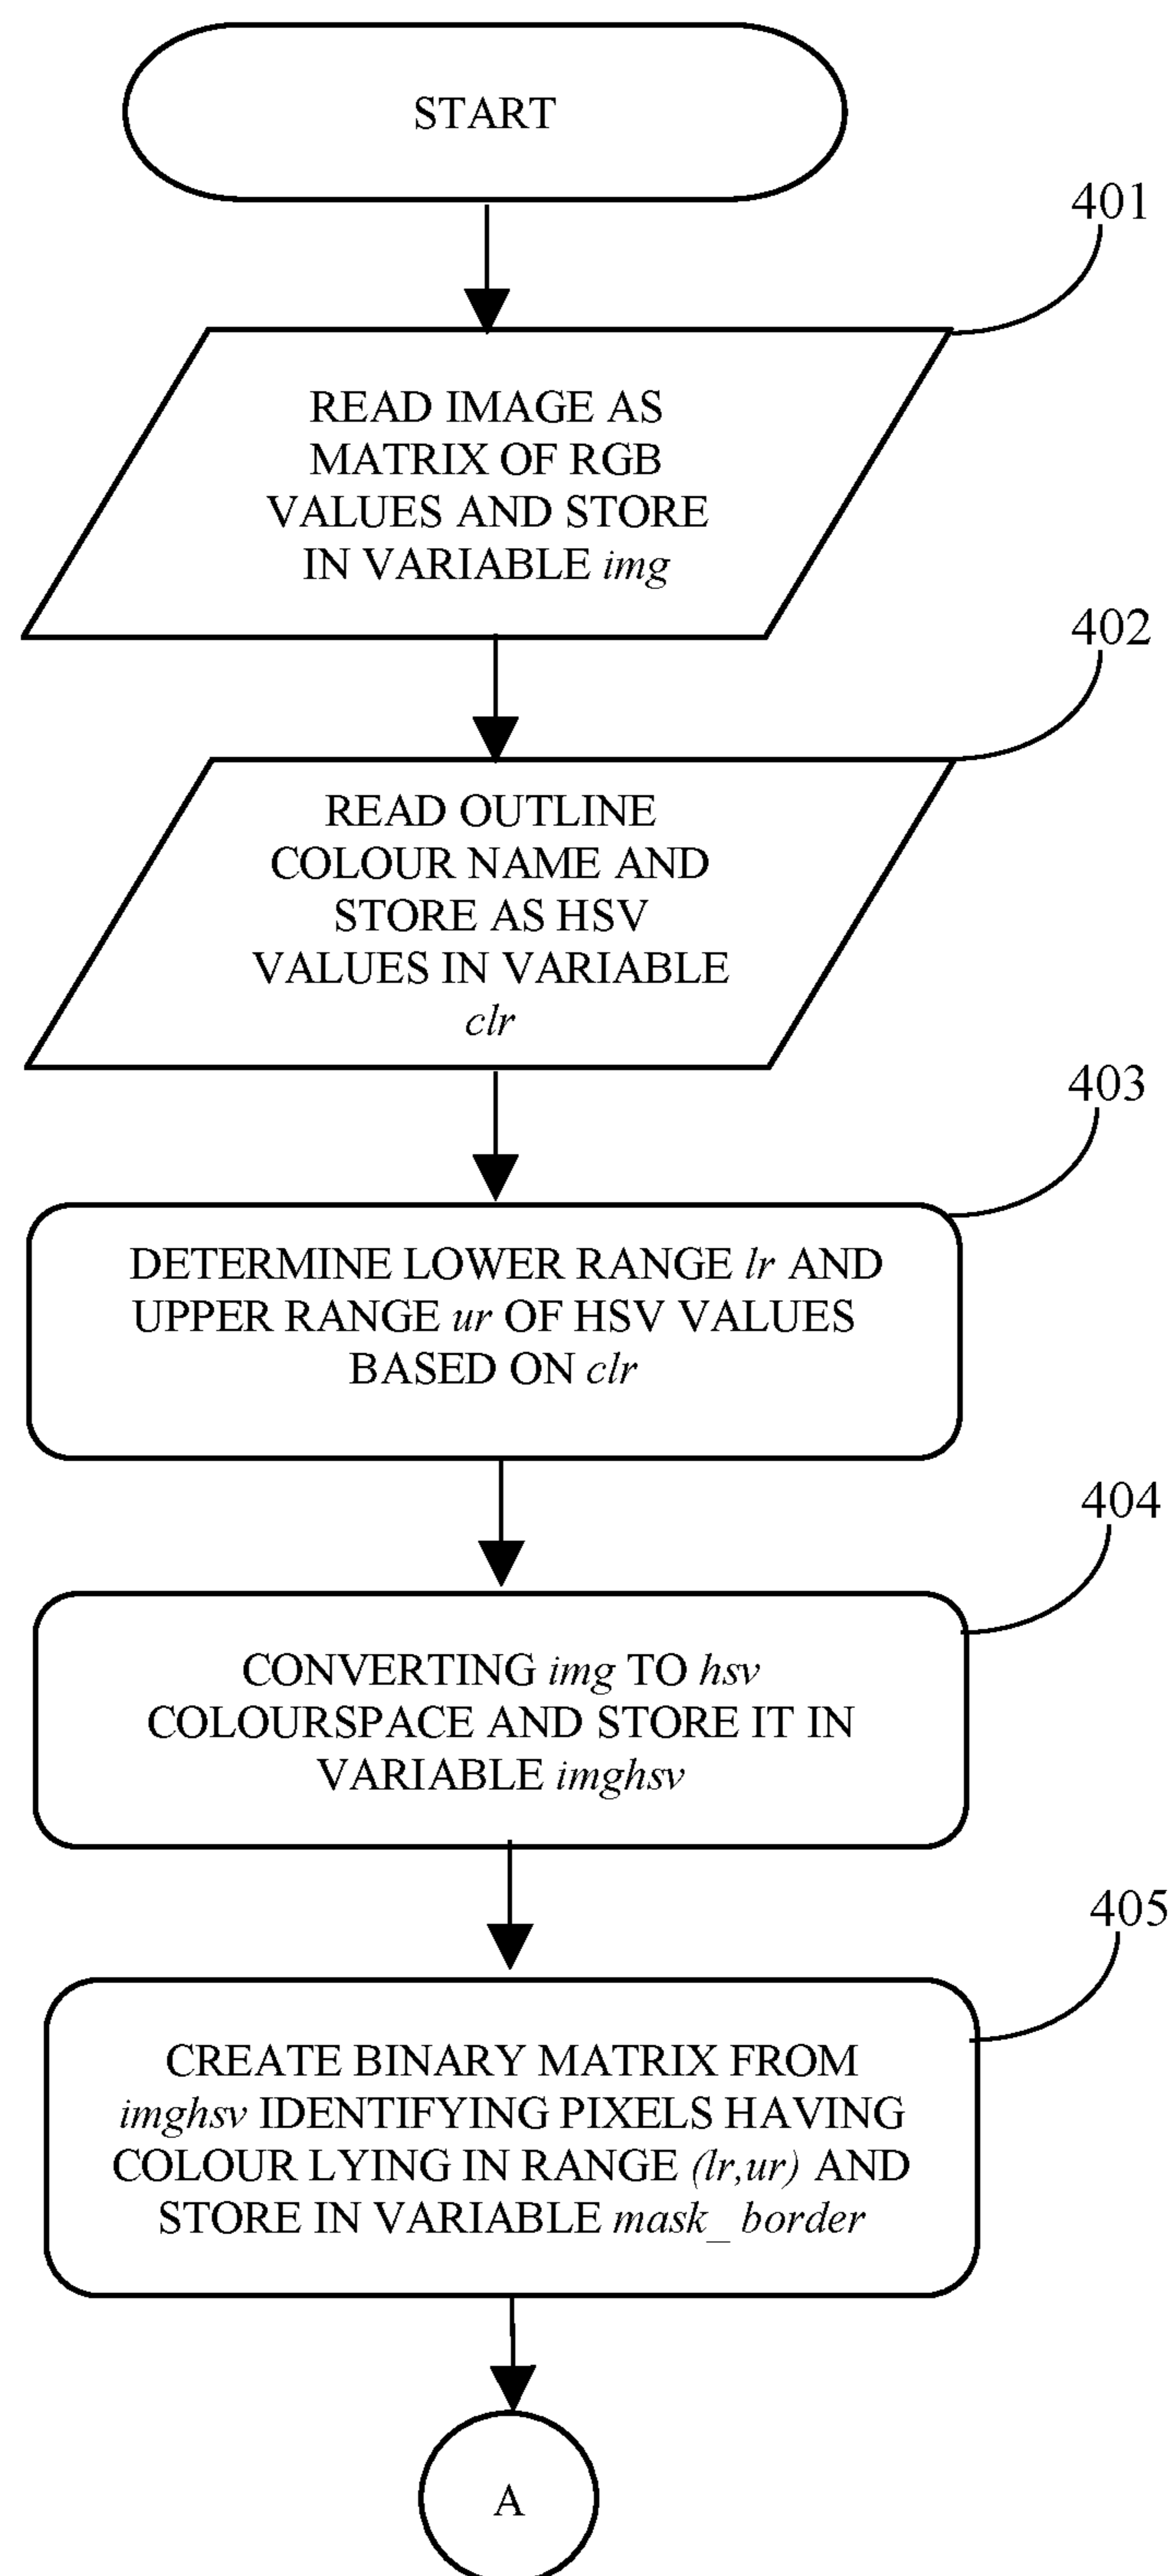 START
401
READ IMAGE AS
MATRIX OF RGB
VALUES AND STORE
IN VARIABLE img
402
READ OUTLINE
COLOUR NAME AND
STORE AS HSV
VALUES IN VARIABLE
clr
403
DETERMINE LOWER RANGE lr AND
UPPER RANGE ur OF HSV VALUES
BASED ON clr
404
CONVERTING img TO hsv
COLOURSPACE AND STORE IT IN
VARIABLE imghsv
405
CREATE BINARY MATRIX FROM
imghsv IDENTIFYING PIXELS HAVING
COLOUR LYING IN RANGE (lr,ur) AND
STORE IN VARIABLE mask_ border
A